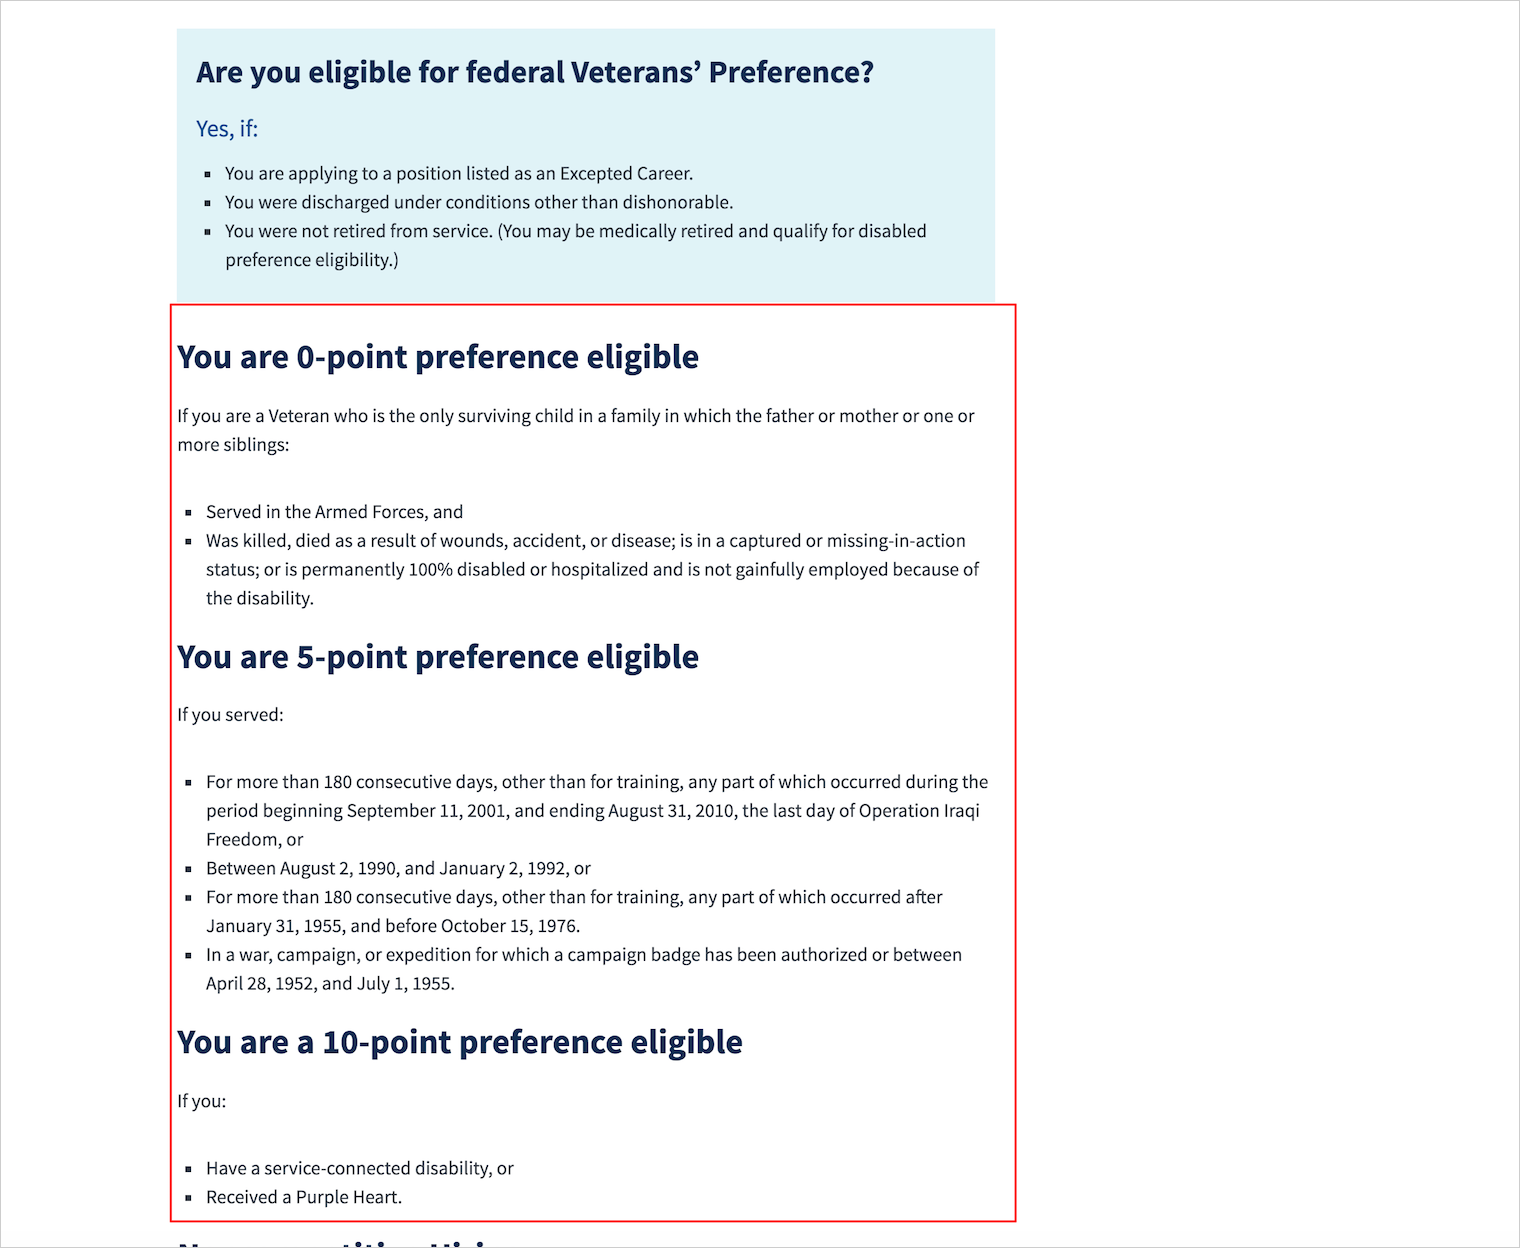 Are you eligible for federal Veterans’ Preference?
Yes, if:
▪ You are applying to a position listed as an Excepted Career.
▪ You were discharged under conditions other than dishonorable.
▪ You were not retired from service. (You may be medically retired and qualify for disabled
preference eligibility.)
You are 0-point preference eligible
If you are a Veteran who is the only surviving child in a family in which the father or mother or one or
more siblings:
▪ Served in the Armed Forces, and
▪ Was killed, died as a result of wounds, accident, or disease; is in a captured or missing-in-action
status; or is permanently 100% disabled or hospitalized and is not gainfully employed because of
the disability.
You are 5-point preference eligible
If you served:
▪ For more than 180 consecutive days, other than for training, any part of which occurred during the
period beginning September 11, 2001, and ending August 31, 2010, the last day of Operation Iraqi
Freedom, or
▪ Between August 2, 1990, and January 2, 1992, or
▪ For more than 180 consecutive days, other than for training, any part of which occurred after
January 31, 1955, and before October 15, 1976.
▪ In a war, campaign, or expedition for which a campaign badge has been authorized or between
April 28, 1952, and July 1, 1955.
You are a 10-point preference eligible
If you:
▪ Have a service-connected disability, or
▪ Received a Purple Heart.